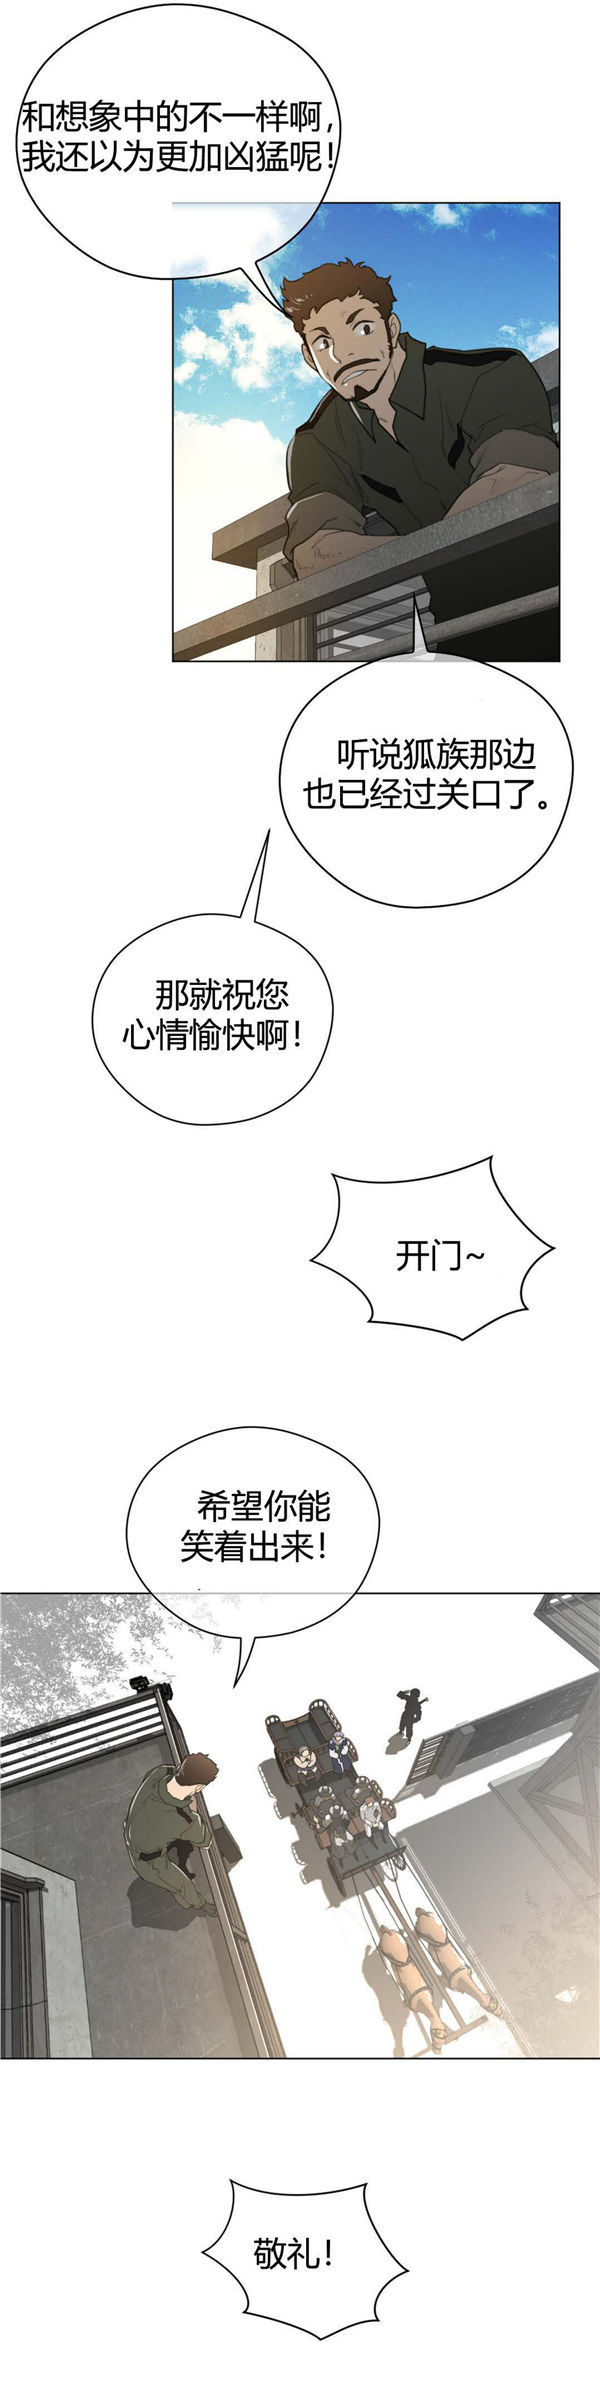 和想象中的不一样啊，
我还以为更加凶猛呢！
听说狐族那边
也已经过关口了。
那就祝您
心情愉快啊！
开门~
希望你能
笑着出来！
敬礼！